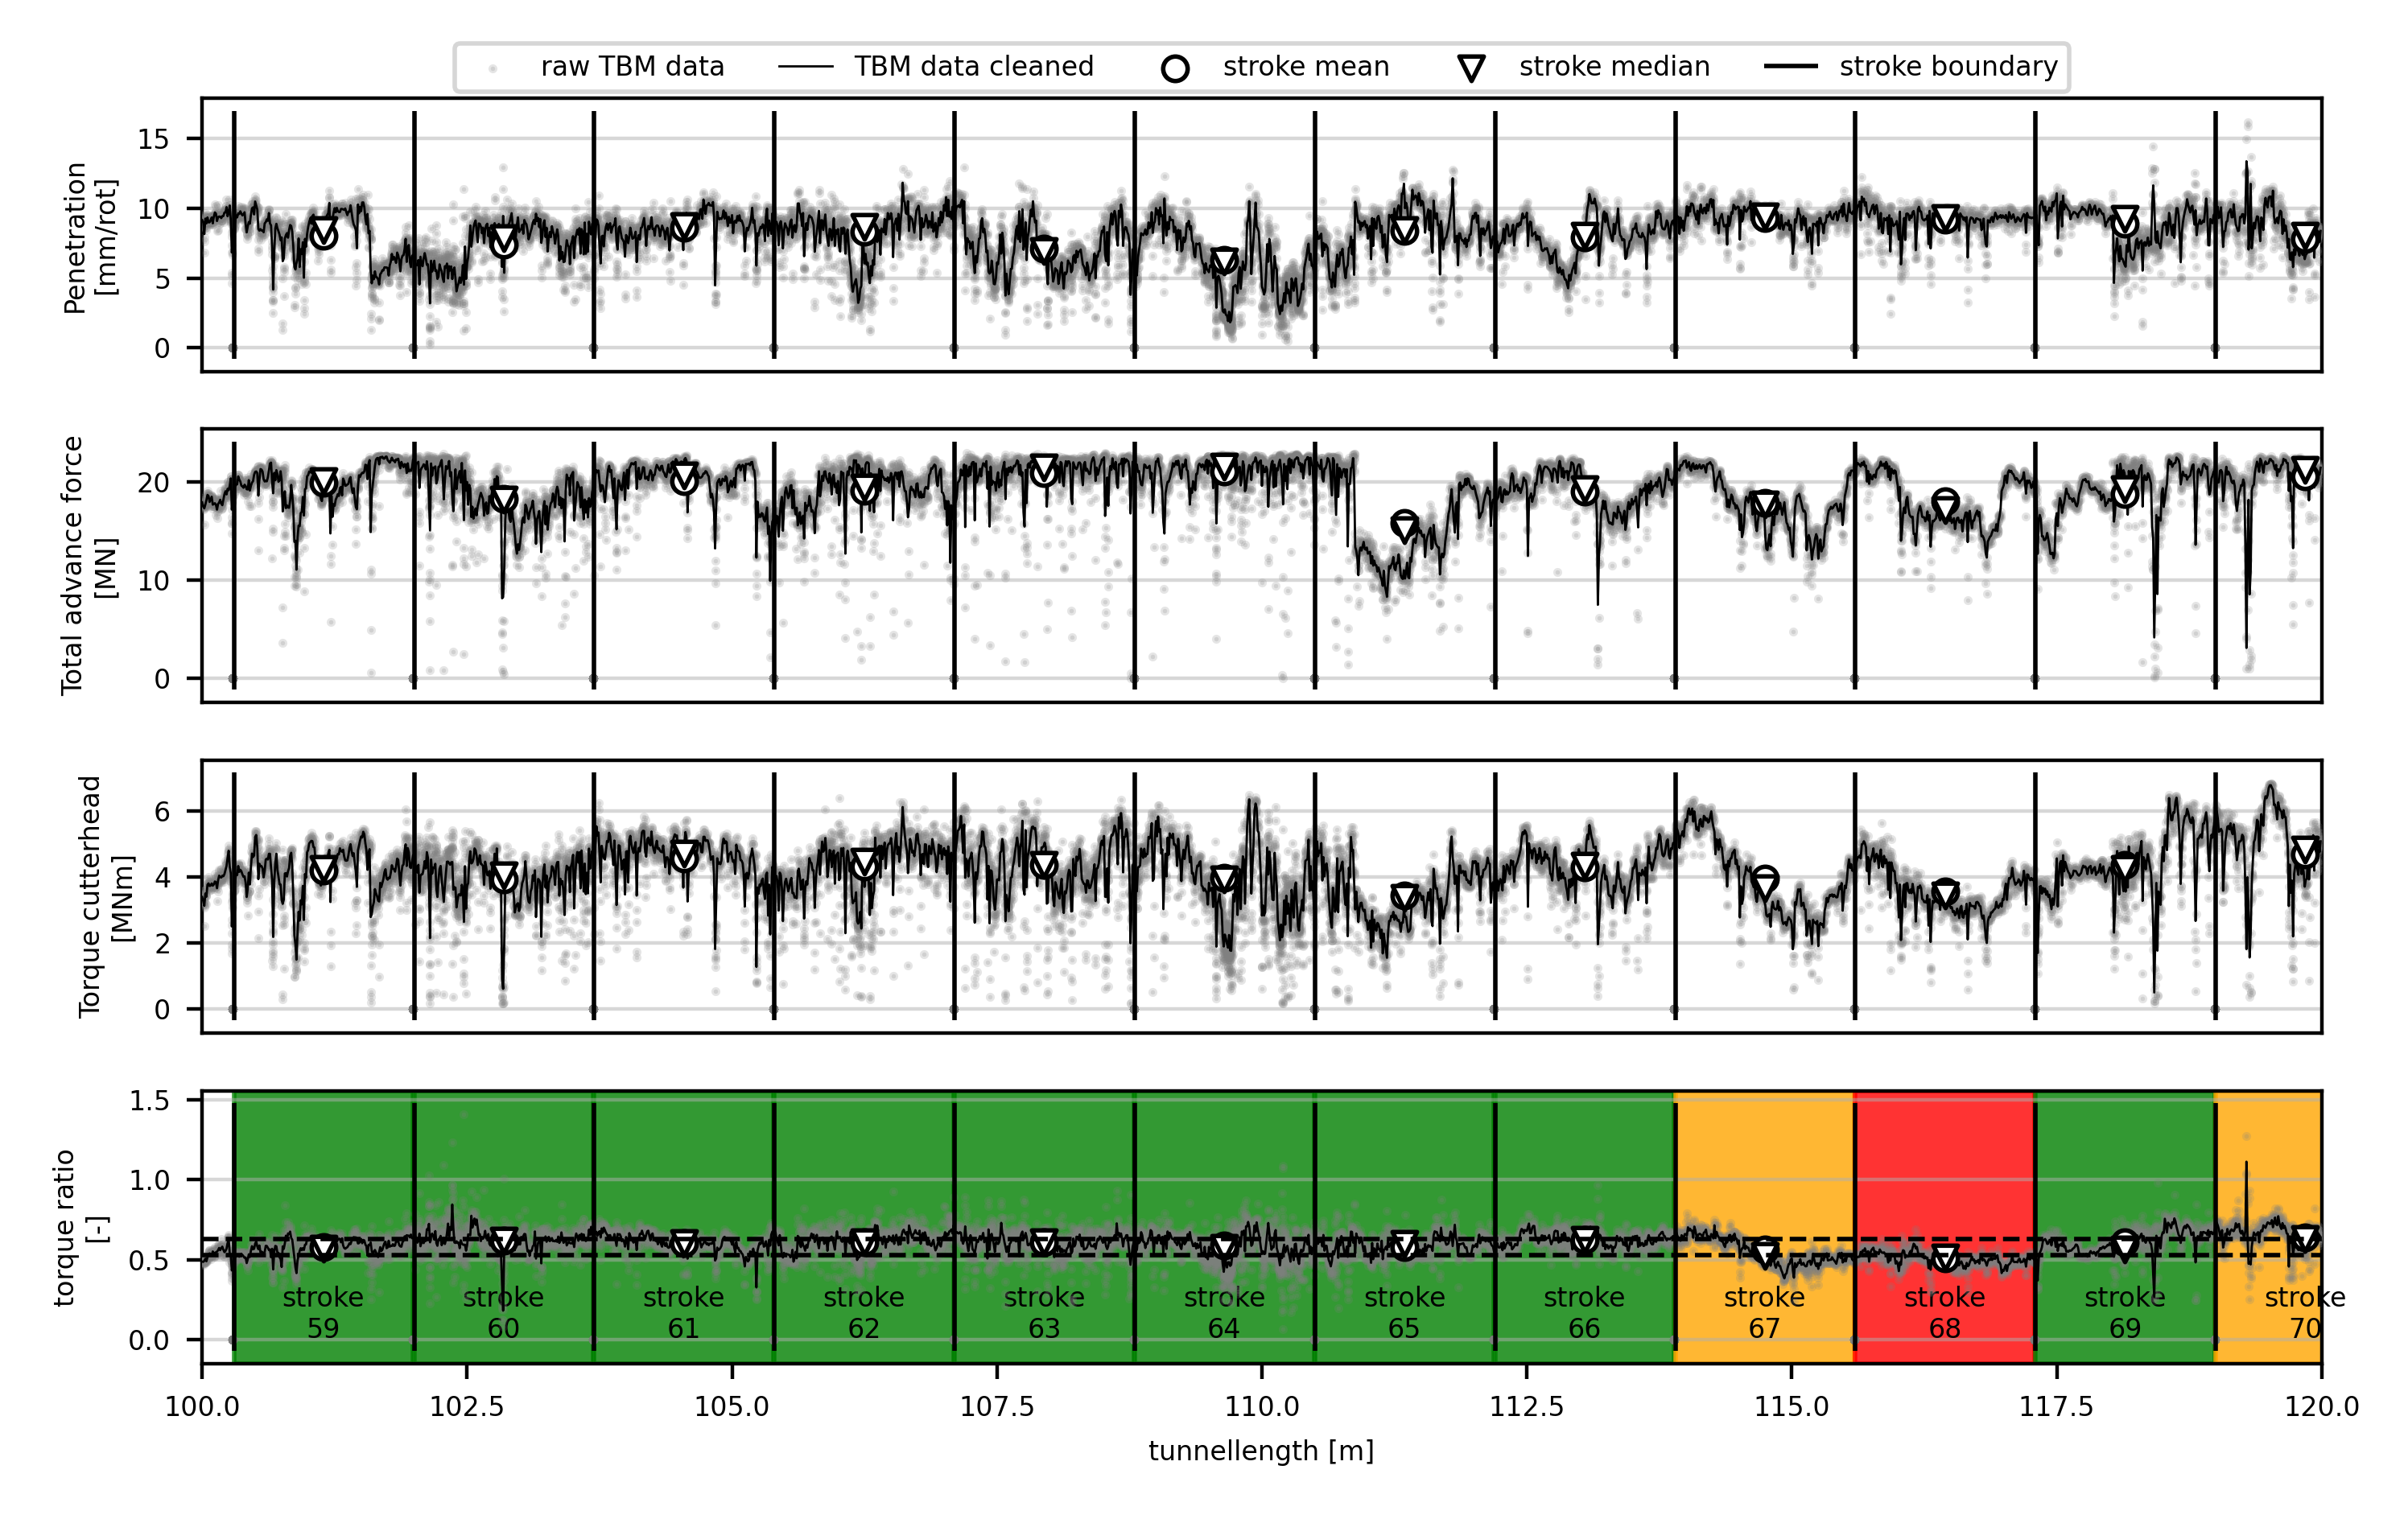 raw TBM data TBM data cleaned stroke mean stroke median stroke boundary
Penetration
[mm/rot]
15
10
5
0
Total advance force
[MN]
20
10
0
Torque cutterhead
[MNm]
6
4
2
0
torque ratio
[-]
1.5
1.0
0.5
0.0
stroke stroke stroke stroke stroke stroke stroke stroke stroke stroke stroke stroke
59 60 61 62 63 64 65 66 67 68 69 70
100.0 102.5 105.0 107.5 110.0 112.5 115.0 117.5 120.0
tunnellength [m]